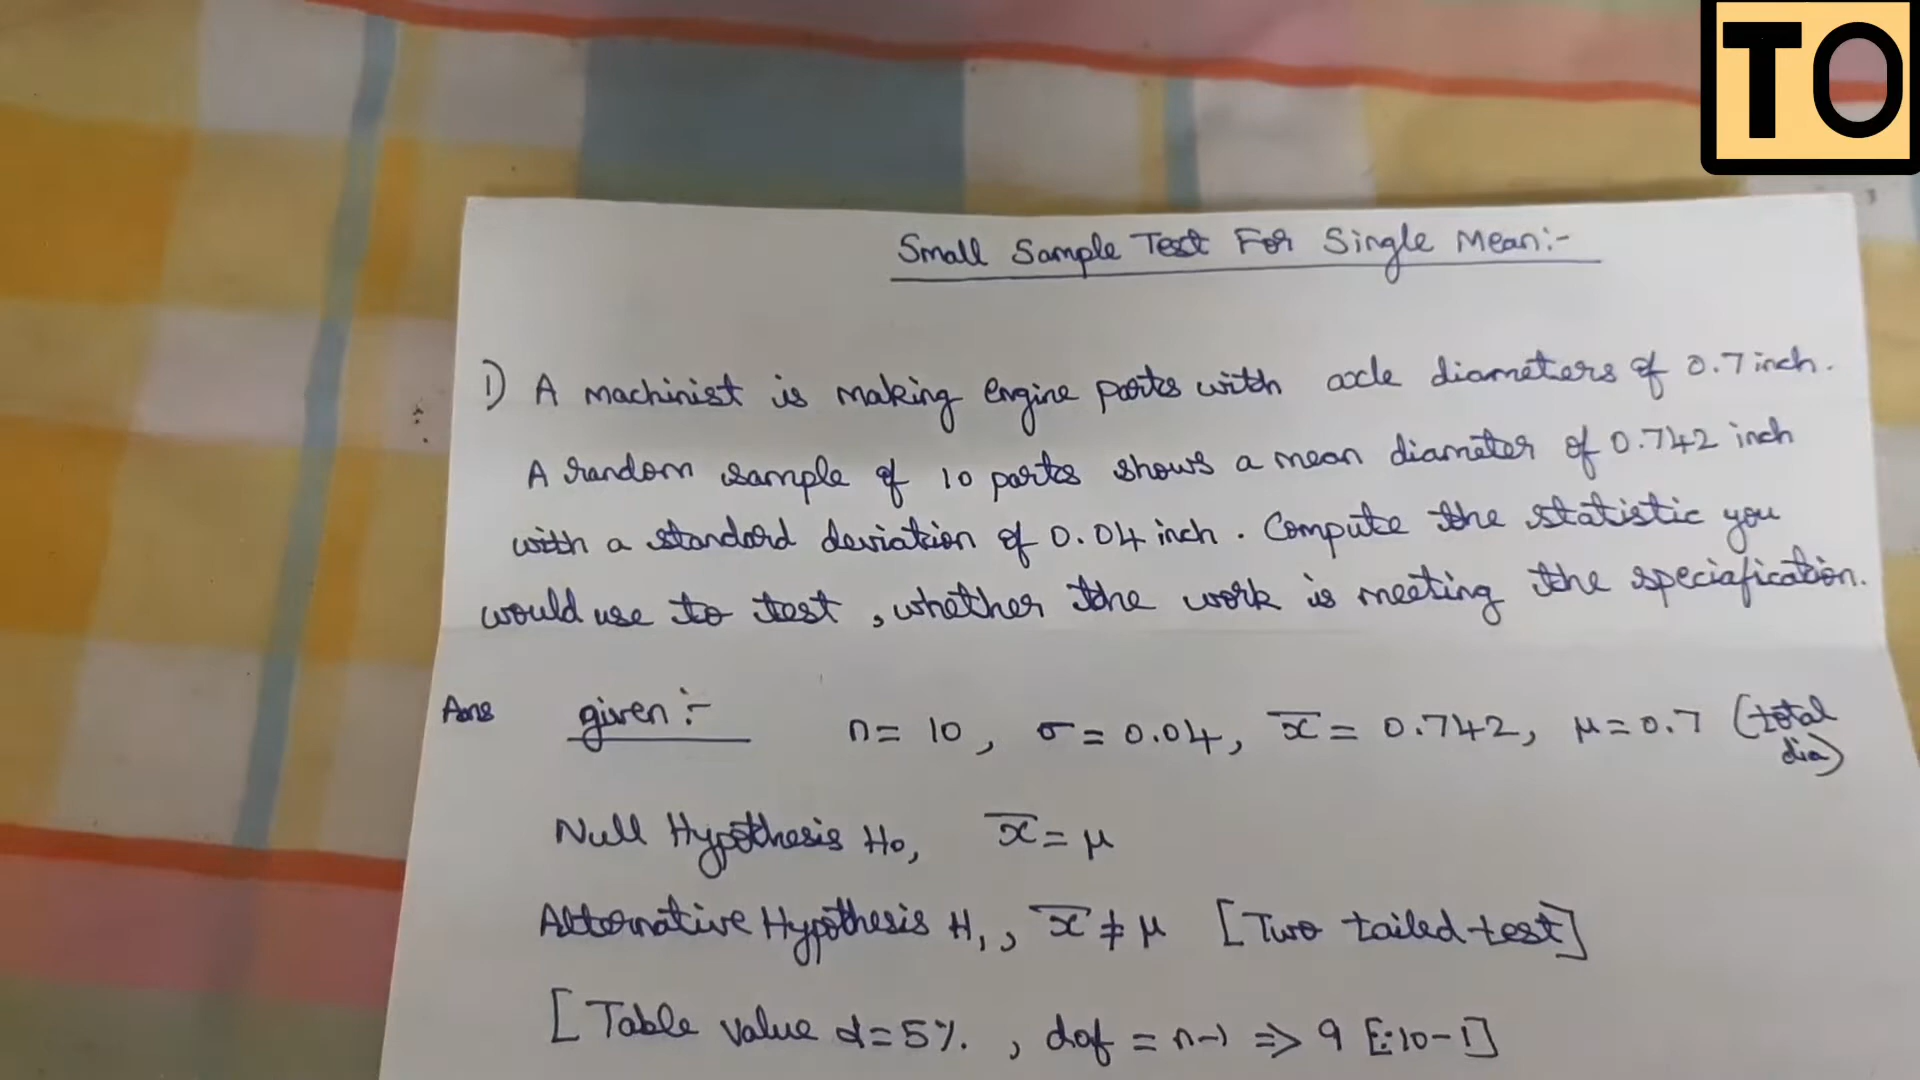 TO
Small Sample Test For Single Mean:-
1) A machinist is making engine parts with axle diameters of 0.7 inch.
A random sample of 10 parts shows a mean diameter of 0.742 inch
with a standard deviation of 0.04 inch. Compute the statistic you
would use to test, whether the work is meeting the speciafication.
Ans given:- n = 10, σ = 0.04, x̄ = 0.742, μ = 0.7 (total
dia)
Null Hypothesis H0, x̄ = μ
Alternative Hypothesis H1, x̄ ≠ μ [Two tailed test]
[Table value α = 5%, dof = n-1 => 9 [∵10-1]